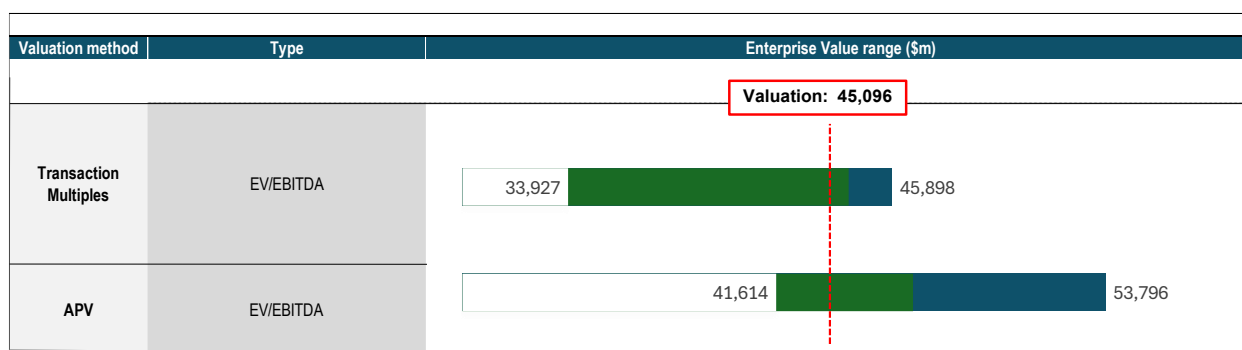 Valuation method Type Enterprise Value range ($m)
Valuation: 45,096
Transaction
Multiples
EV/EBITDA
33,927
45,898
APV
EV/EBITDA
41,614
53,796